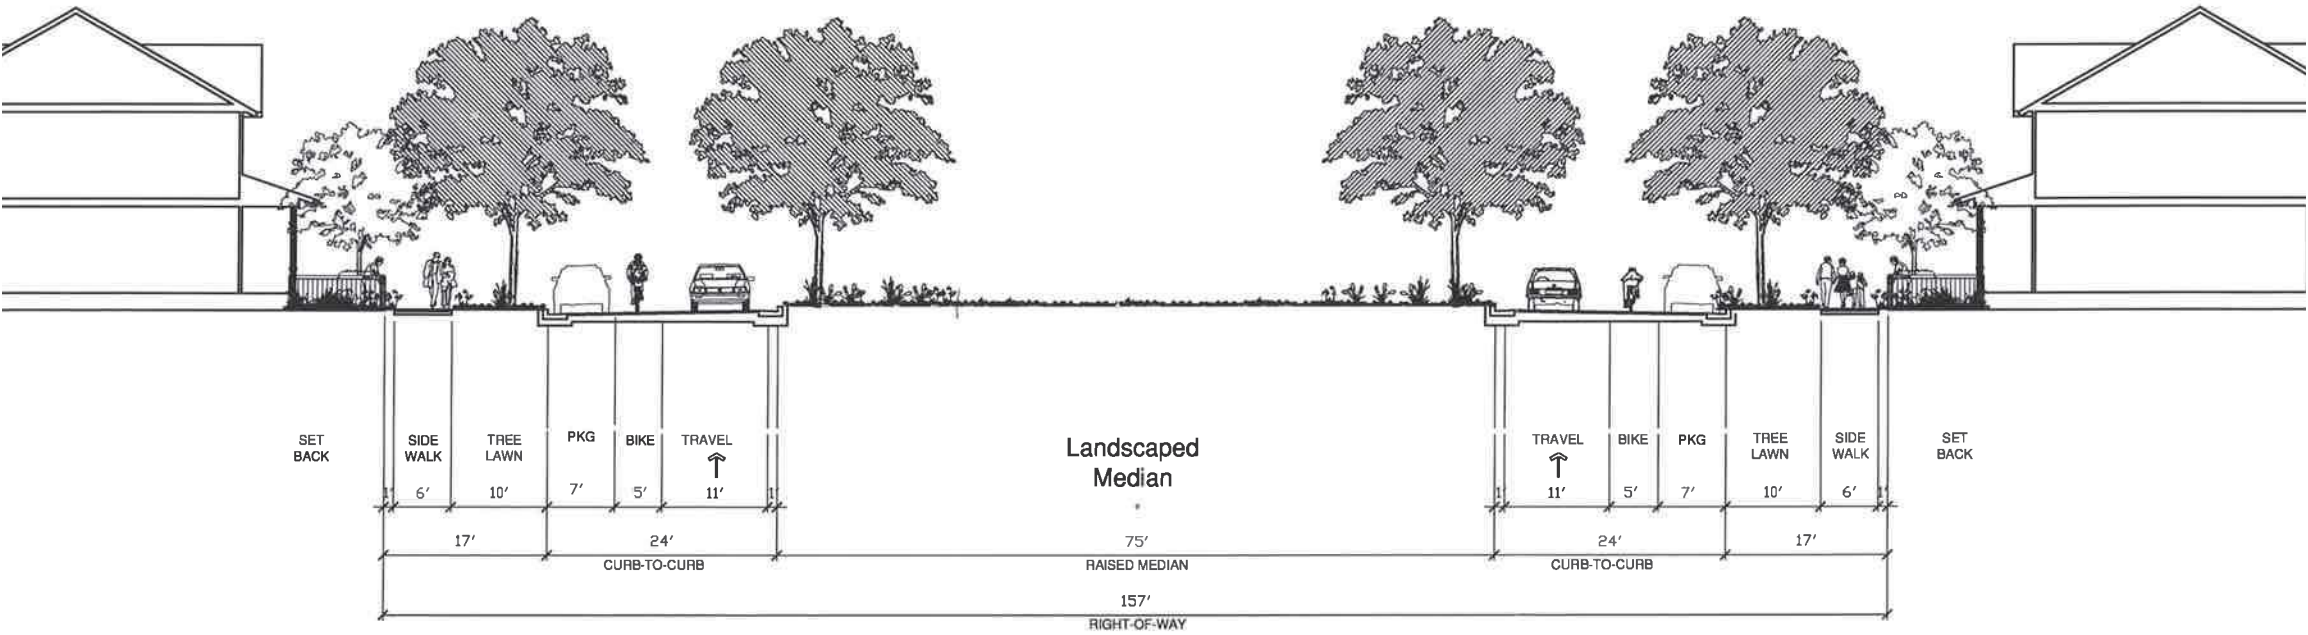 SET
BACK
SIDE
WALK
TREE
LAWN
PKG
BIKE
TRAVEL
Landscaped
Median
TRAVEL
BIKE
PKG
TREE
LAWN
SIDE
WALK
SET
BACK
1' 6' 10' 7' 5' 11' 1' 1' 11' 5' 7' 10' 6' 1'
17' 24' 75' 24' 17'
CURB-TO-CURB RAISED MEDIAN CURB-TO-CURB
157'
RIGHT-OF-WAY